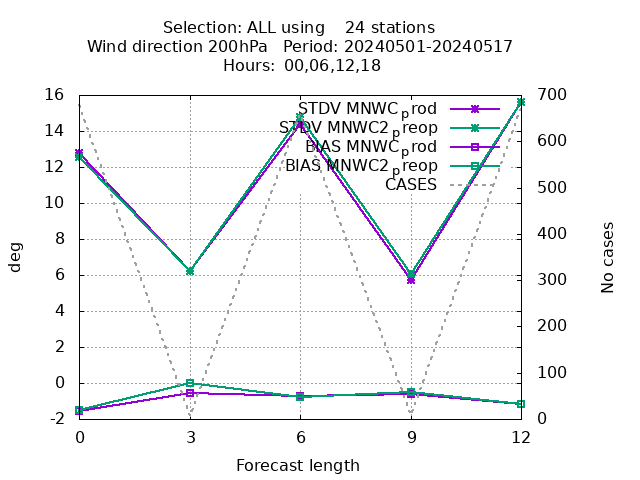 Selection: ALL using    24 stations
Wind direction 200hPa   Period: 20240501-20240517
Hours: 00,06,12,18
16
14
12
10
8
6
4
2
0
-2
deg
STDV MNWC_prod
STDV MNWC2_preop
BIAS MNWC_prod
BIAS MNWC2_preop
CASES
700
600
500
400
300
200
100
0
No cases
0 3 6 9 12
Forecast length